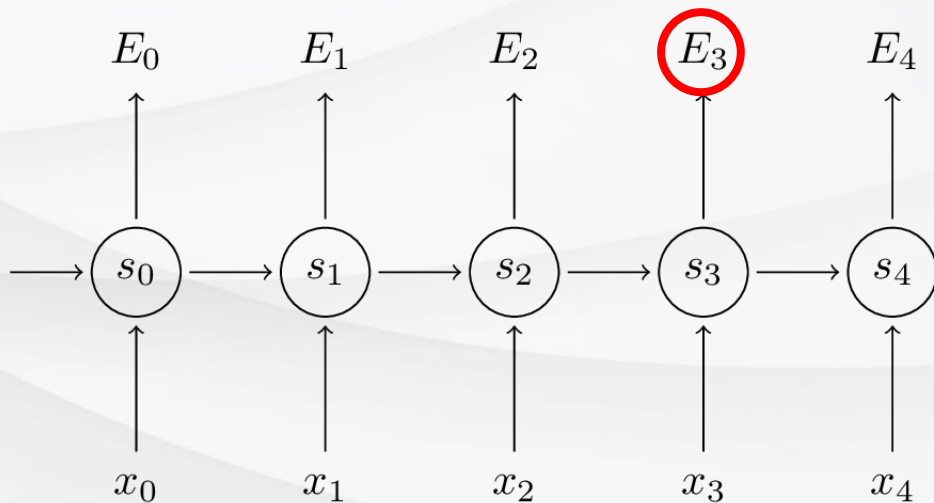 E₀ E₁ E₂ E₃ E₄
s₀ s₁ s₂ s₃ s₄
x₀ x₁ x₂ x₃ x₄